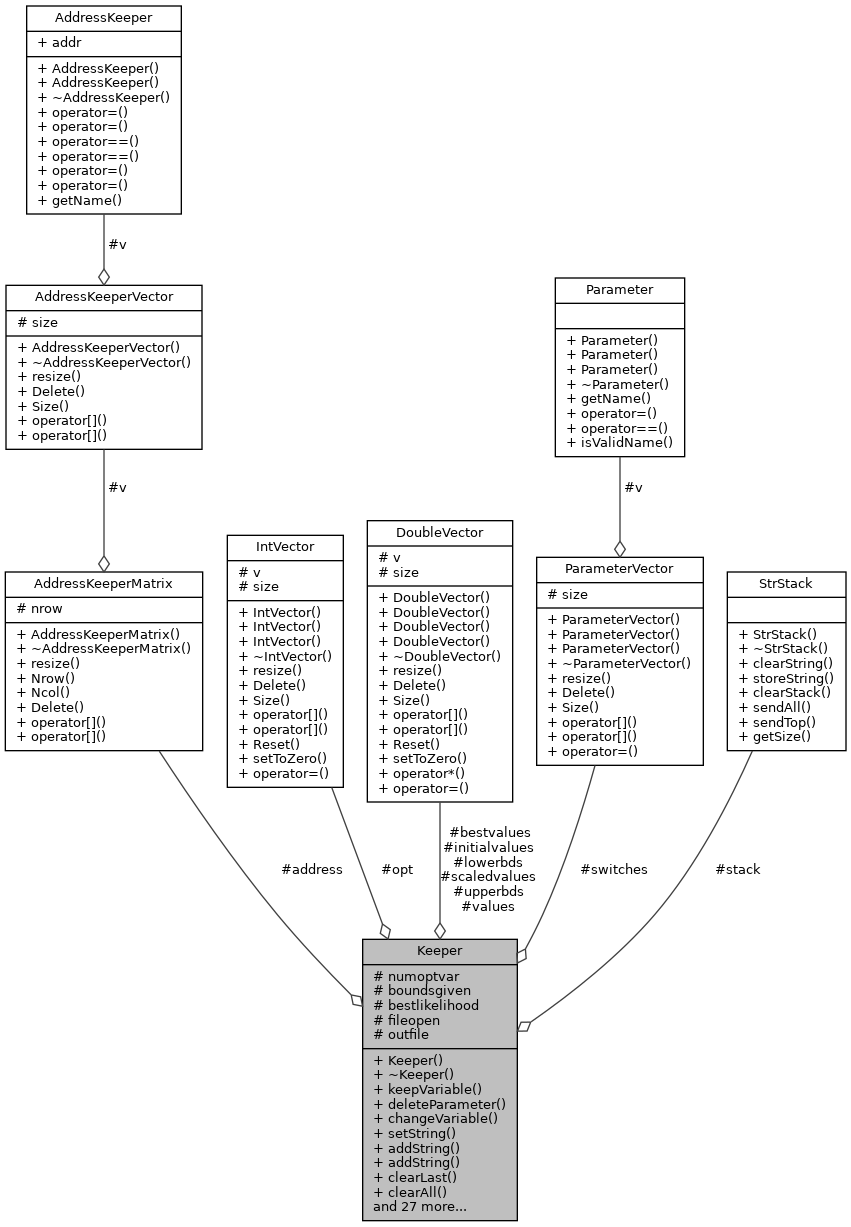 AddressKeeper
+ addr
+ AddressKeeper()
+ AddressKeeper()
+ ~AddressKeeper()
+ operator=()
+ operator=()
+ operator==()
+ operator==()
+ operator=()
+ operator=()
+ getName()
#v
AddressKeeperVector
# size
+ AddressKeeperVector()
+ ~AddressKeeperVector()
+ resize()
+ Delete()
+ Size()
+ operator[]()
+ operator[]()
#v
Parameter
+ Parameter()
+ Parameter()
+ Parameter()
+ ~Parameter()
+ getName()
+ operator=()
+ operator==()
+ isValidName()
#v
AddressKeeperMatrix
# nrow
+ AddressKeeperMatrix()
+ ~AddressKeeperMatrix()
+ resize()
+ Nrow()
+ Ncol()
+ Delete()
+ operator[]()
+ operator[]()
IntVector
# v
# size
+ IntVector()
+ IntVector()
+ IntVector()
+ ~IntVector()
+ resize()
+ Delete()
+ Size()
+ operator[]()
+ operator[]()
+ Reset()
+ setToZero()
+ operator=()
DoubleVector
# v
# size
+ DoubleVector()
+ DoubleVector()
+ DoubleVector()
+ DoubleVector()
+ ~DoubleVector()
+ resize()
+ Delete()
+ Size()
+ operator[]()
+ operator[]()
+ Reset()
+ setToZero()
+ operator*()
+ operator=()
ParameterVector
# size
+ ParameterVector()
+ ParameterVector()
+ ParameterVector()
+ ~ParameterVector()
+ resize()
+ Delete()
+ Size()
+ operator[]()
+ operator[]()
+ operator=()
StrStack
+ StrStack()
+ ~StrStack()
+ clearString()
+ storeString()
+ clearStack()
+ sendAll()
+ sendTop()
+ getSize()
#address
#opt
#bestvalues
#initialvalues
#lowerbds
#scaledvalues
#upperbds
#values
#switches
#stack
Keeper
# numoptvar
# boundsgiven
# bestlikelihood
# fileopen
# outfile
+ Keeper()
+ ~Keeper()
+ keepVariable()
+ deleteParameter()
+ changeVariable()
+ setString()
+ addString()
+ addString()
+ clearLast()
+ clearAll()
and 27 more...